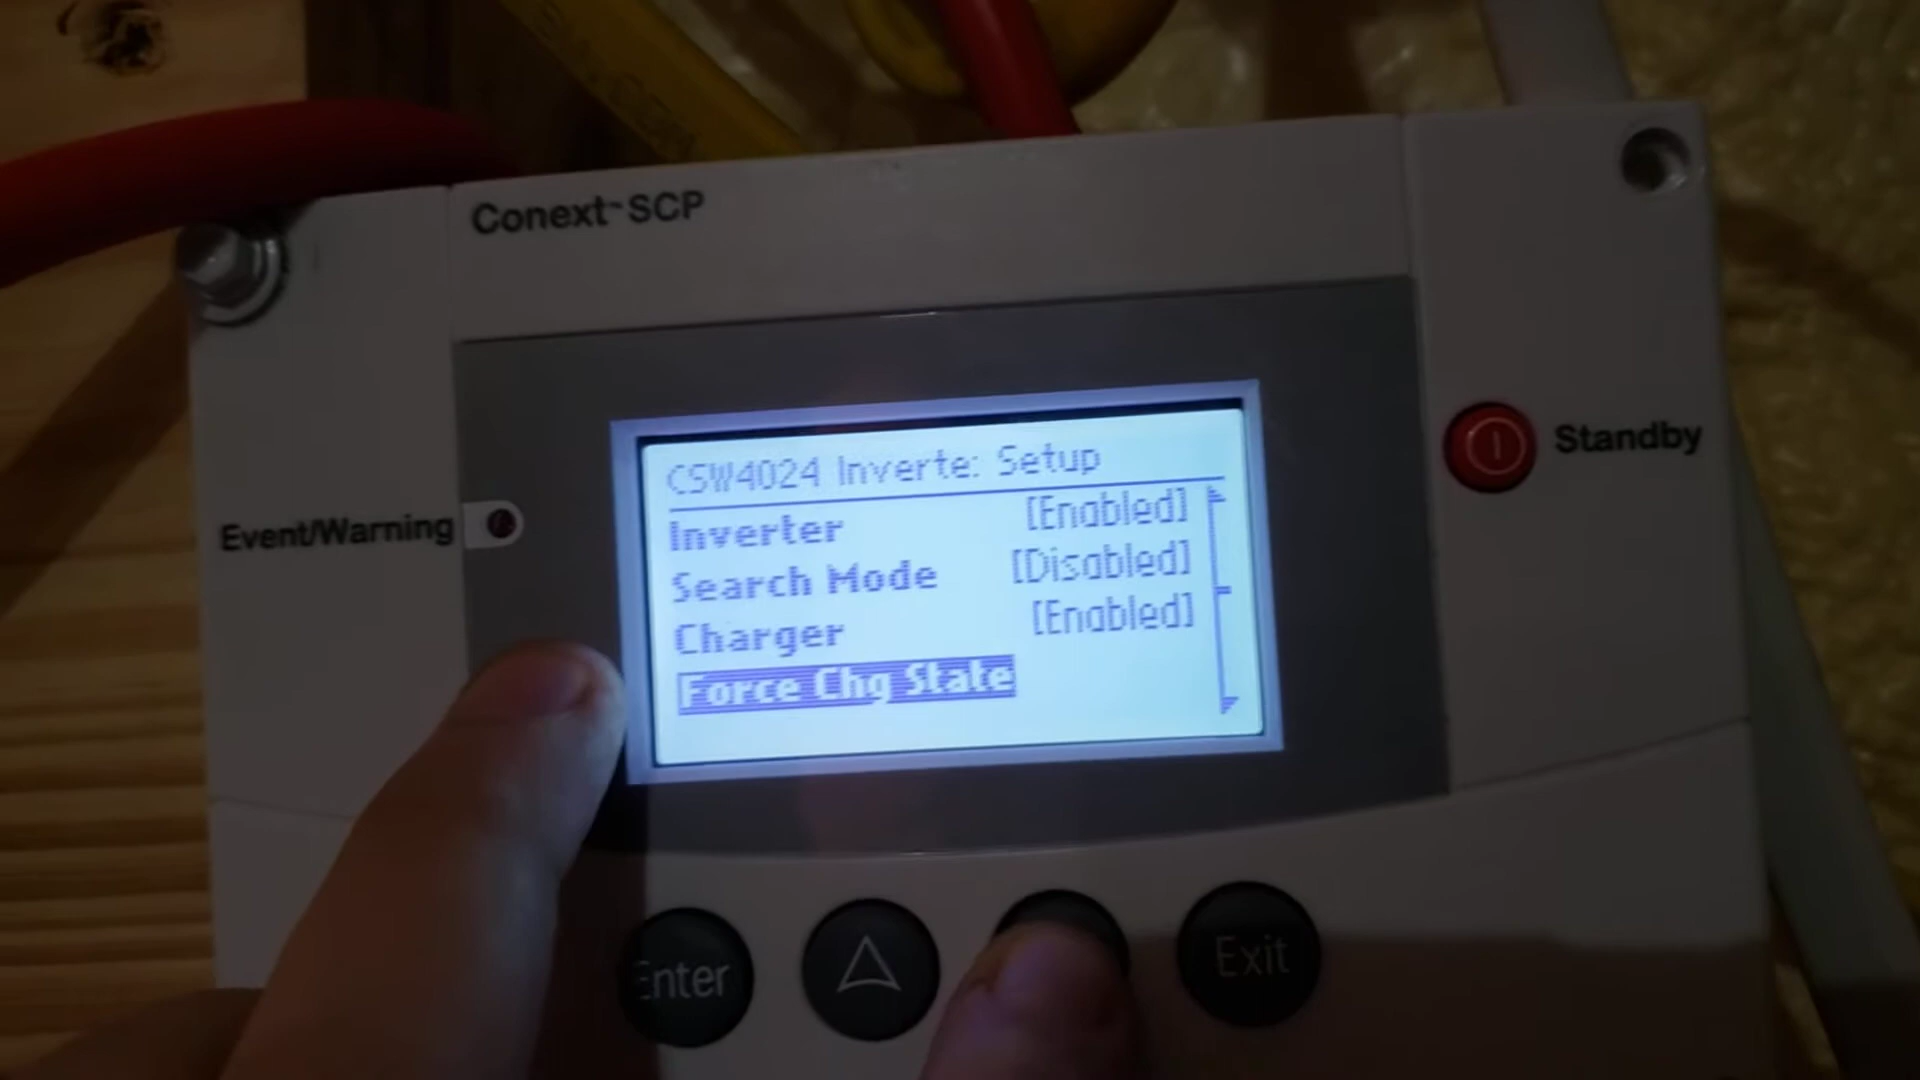 Conext™ SCP
CSW4024 Inverte: Setup
Inverter [Enabled]
Search Mode [Disabled]
Charger [Enabled]
Force Chg State
Event/Warning
Standby
Enter
Exit